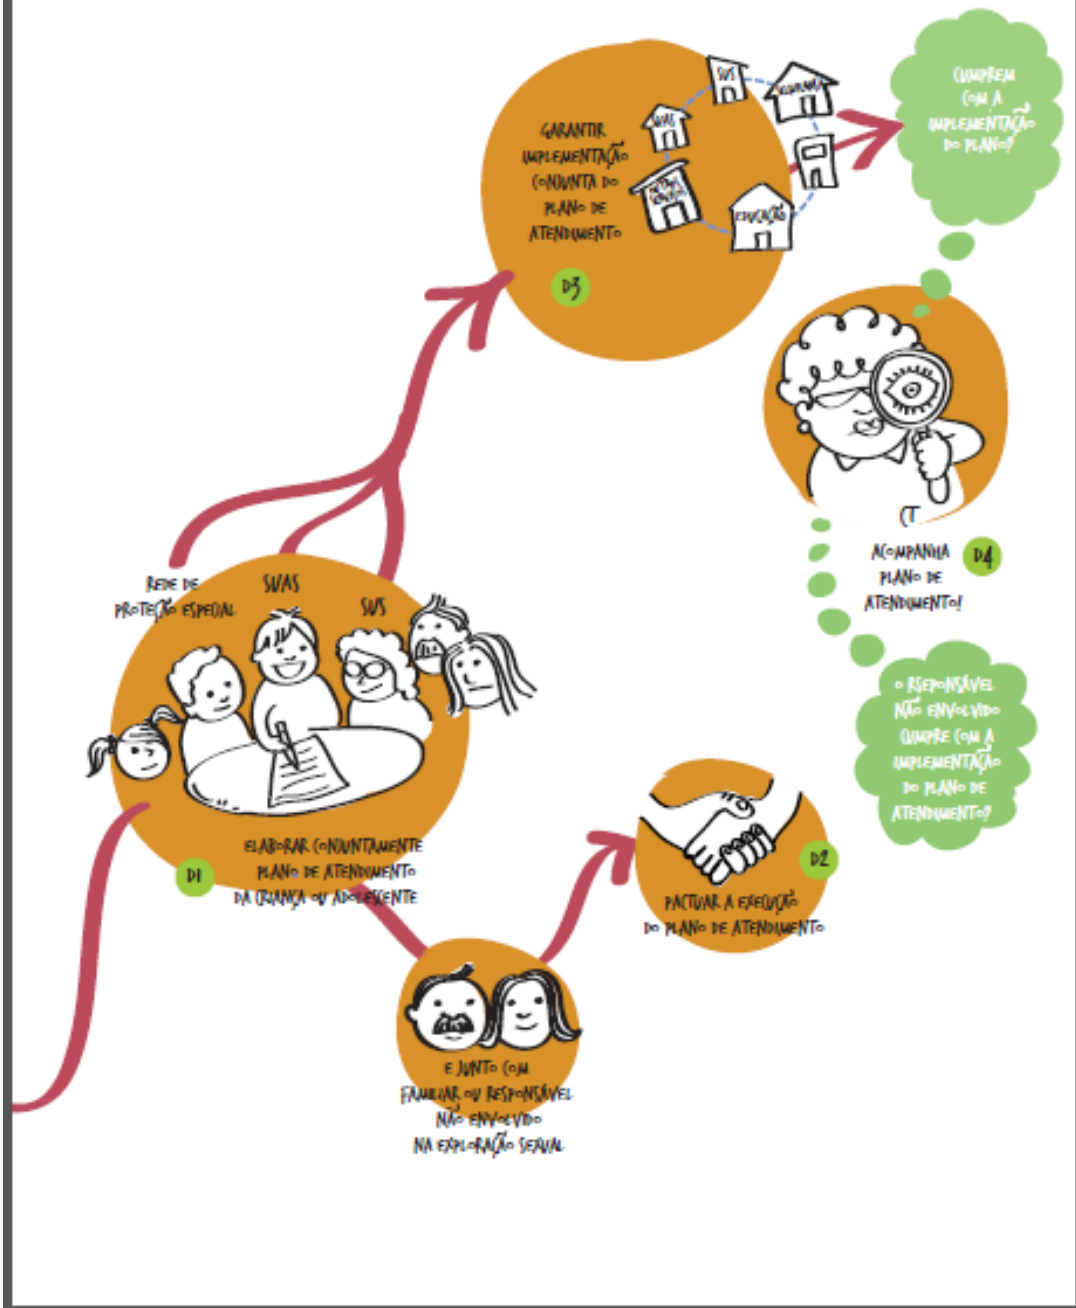 SUS
SEGURANÇA
SUAS
EDUCAÇÃO
GARANTIR
IMPLEMENTAÇÃO
CONJUNTA DO
PLANO DE
ATENDIMENTO
D3
CUMPREM
COM A
IMPLEMENTAÇÃO
DO PLANO?
CT
ACOMPANHA
PLANO DE
ATENDIMENTO!
D4
O RSEPONSÁVEL
NÃO ENVOLVIDO
CUMPRE COM A
IMPLEMENTAÇÃO
DO PLANO DE
ATENDIMENTO?
REDE DE
PROTEÇÃO ESPECIAL
SUAS
SUS
D1
ELABORAR CONJUNTAMENTE
PLANO DE ATENDIMENTO
DA CRIANÇA OU ADOLESCENTE
D2
PACTUAR A EXECUÇÃO
DO PLANO DE ATENDIMENTO
E JUNTO COM
FAMILIAR OU RESPONSÁVEL
NÃO ENVOLVIDO
NA EXPLORAÇÃO SEXUAL